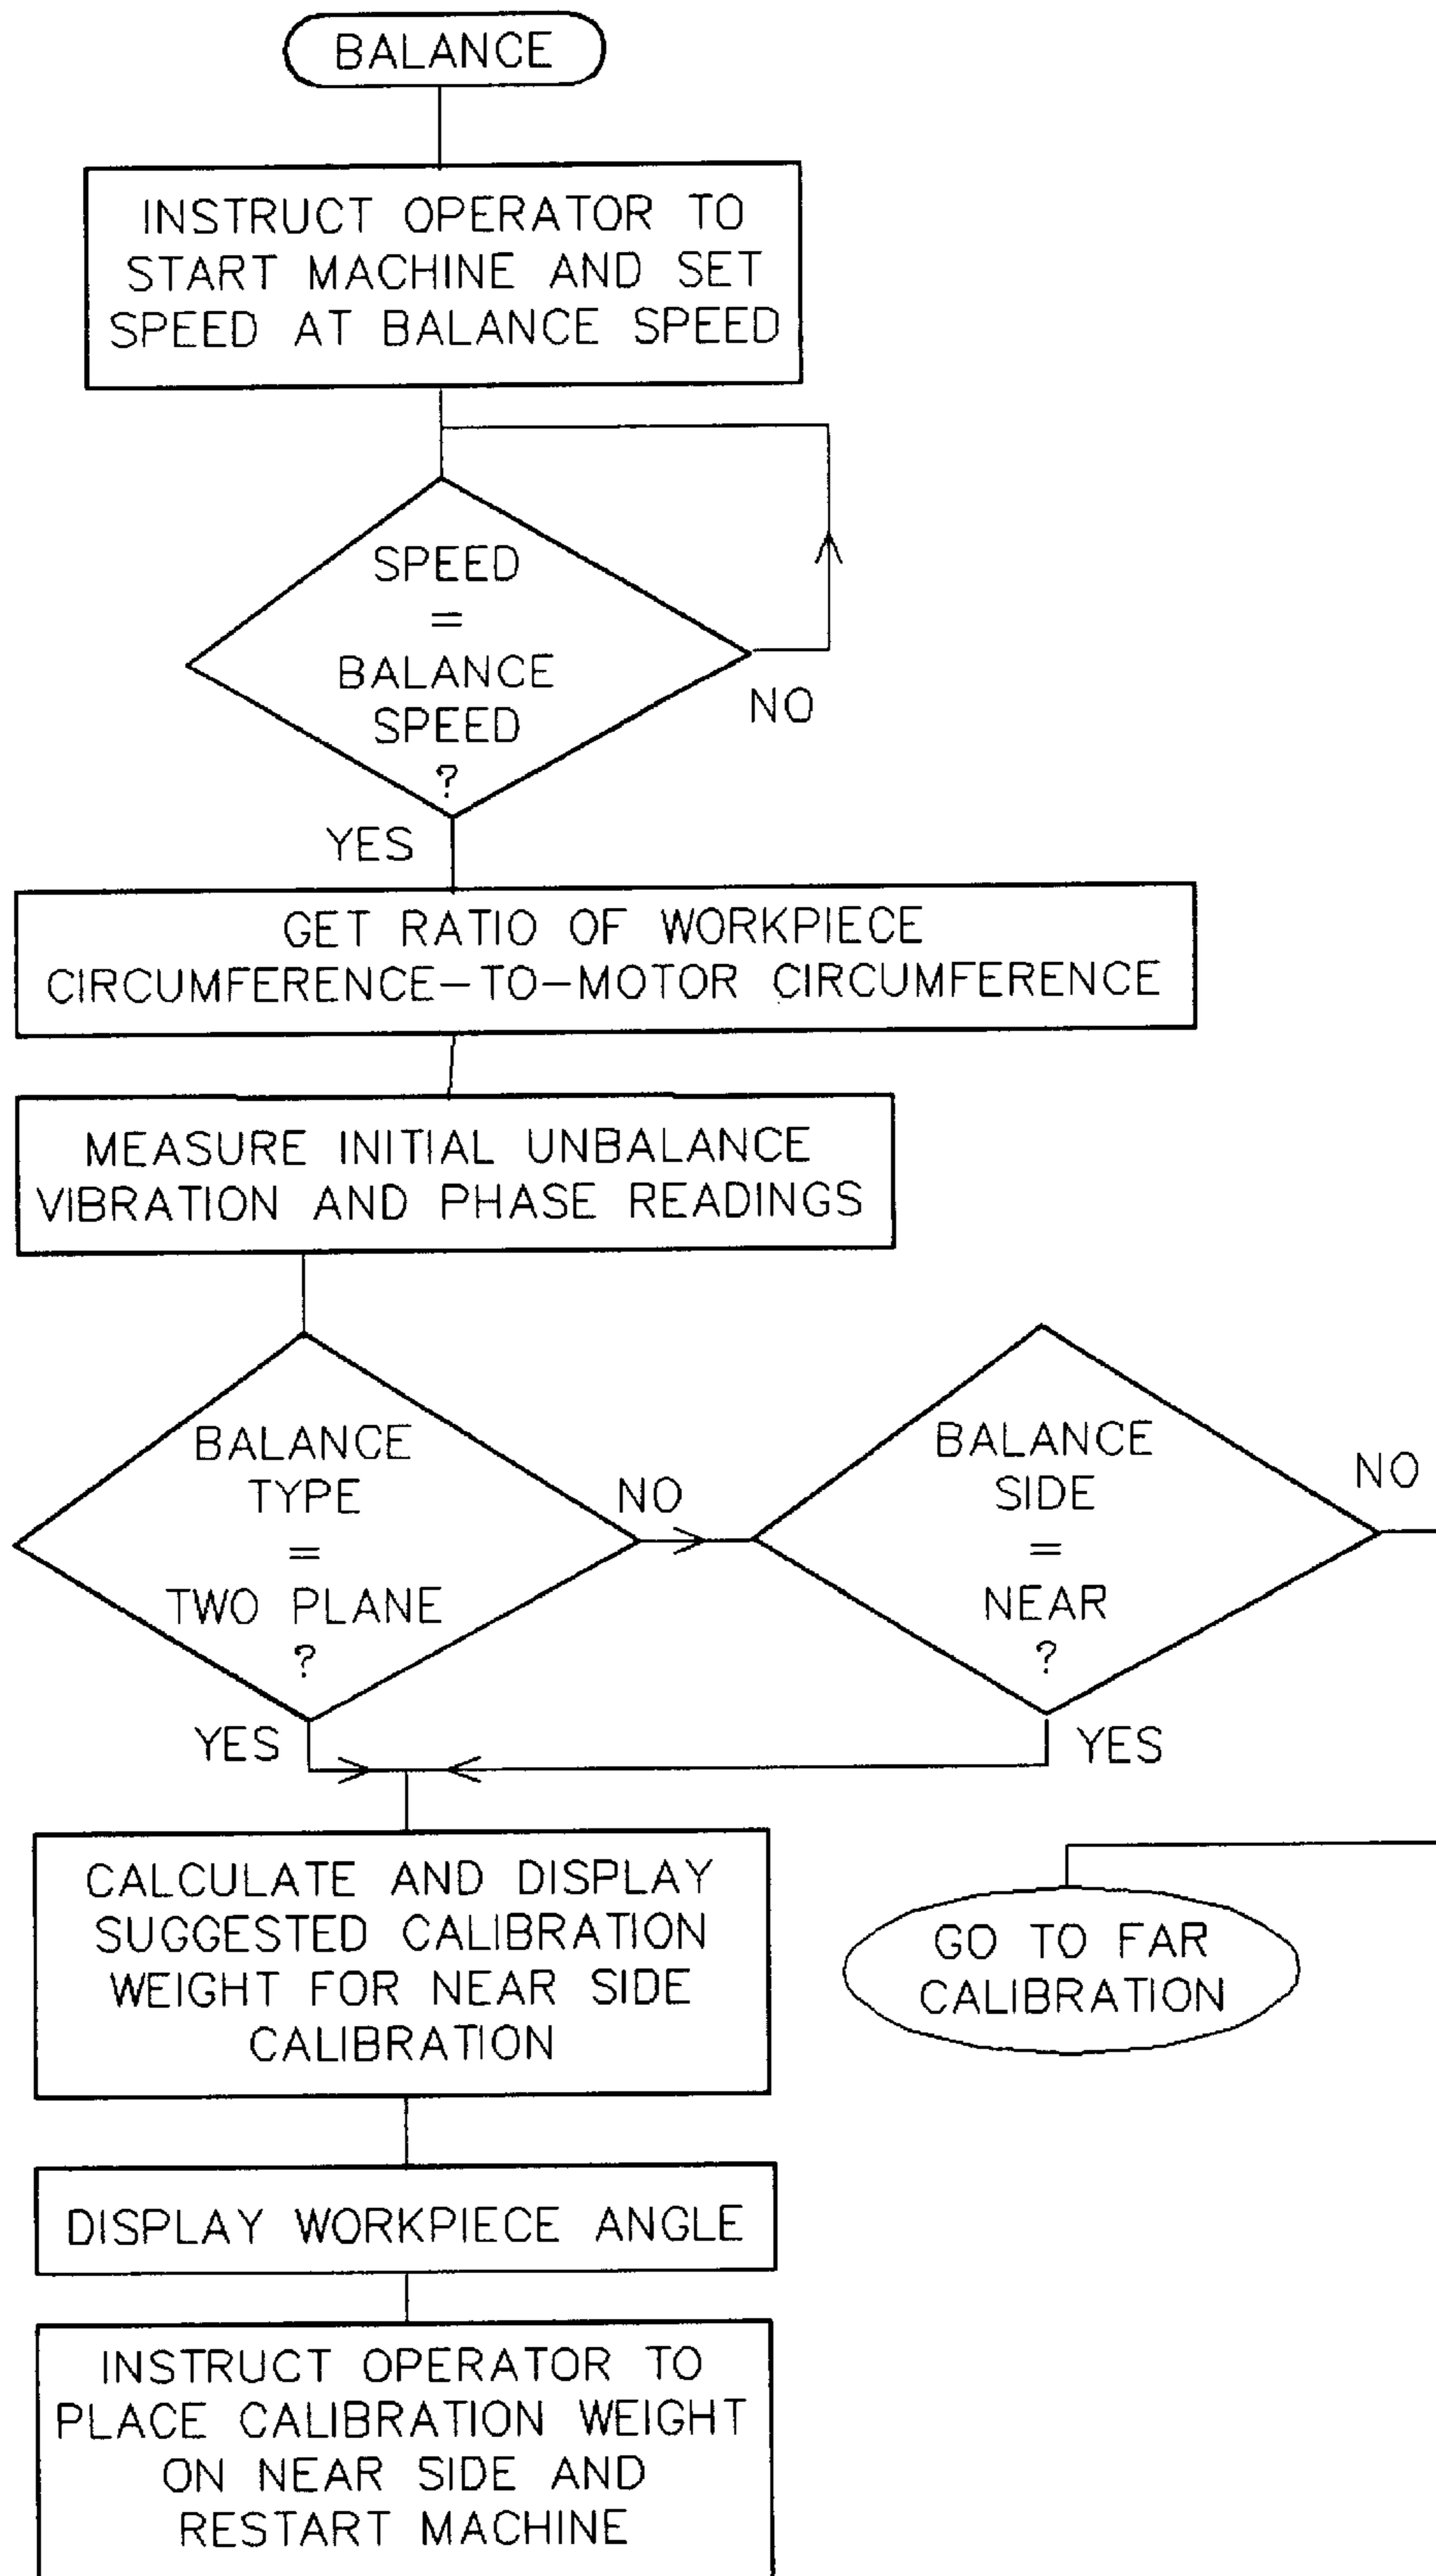 BALANCE
INSTRUCT OPERATOR TO
START MACHINE AND SET
SPEED AT BALANCE SPEED
SPEED
=
BALANCE
SPEED
?
NO
YES
GET RATIO OF WORKPIECE
CIRCUMFERENCE-TO-MOTOR CIRCUMFERENCE
MEASURE INITIAL UNBALANCE
VIBRATION AND PHASE READINGS
BALANCE
TYPE
=
TWO PLANE
?
NO
YES
BALANCE
SIDE
=
NEAR
?
NO
YES
CALCULATE AND DISPLAY
SUGGESTED CALIBRATION
WEIGHT FOR NEAR SIDE
CALIBRATION
GO TO FAR
CALIBRATION
DISPLAY WORKPIECE ANGLE
INSTRUCT OPERATOR TO
PLACE CALIBRATION WEIGHT
ON NEAR SIDE AND
RESTART MACHINE